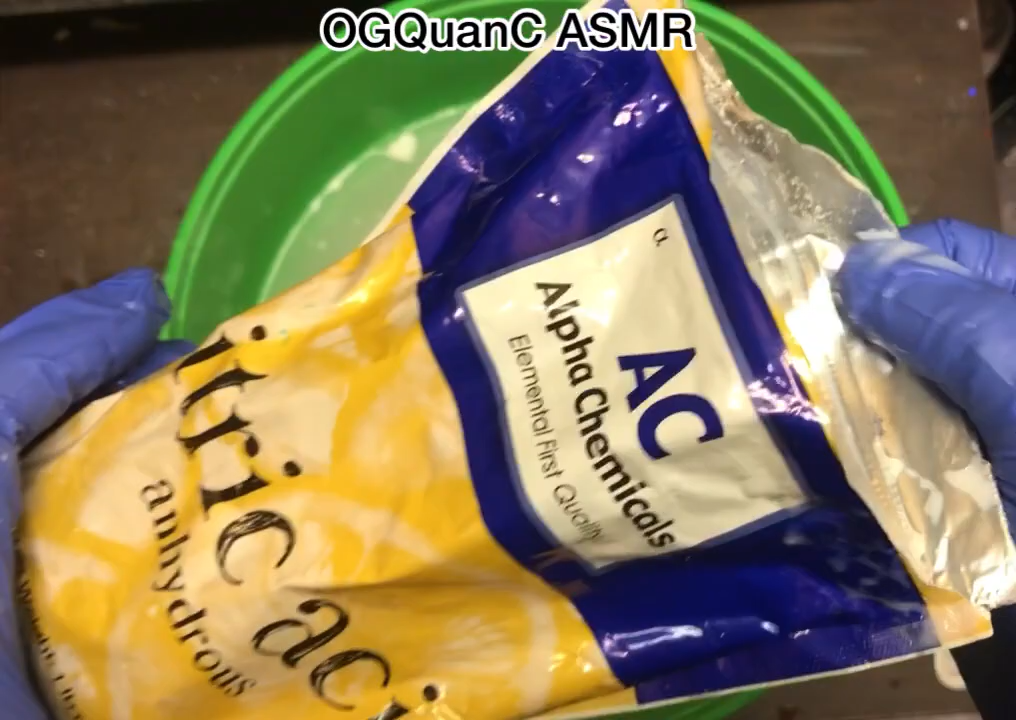 OGQuanC ASMR
α.
AC
Alpha Chemicals
Elemental First Quality
itric aci
anhydrous